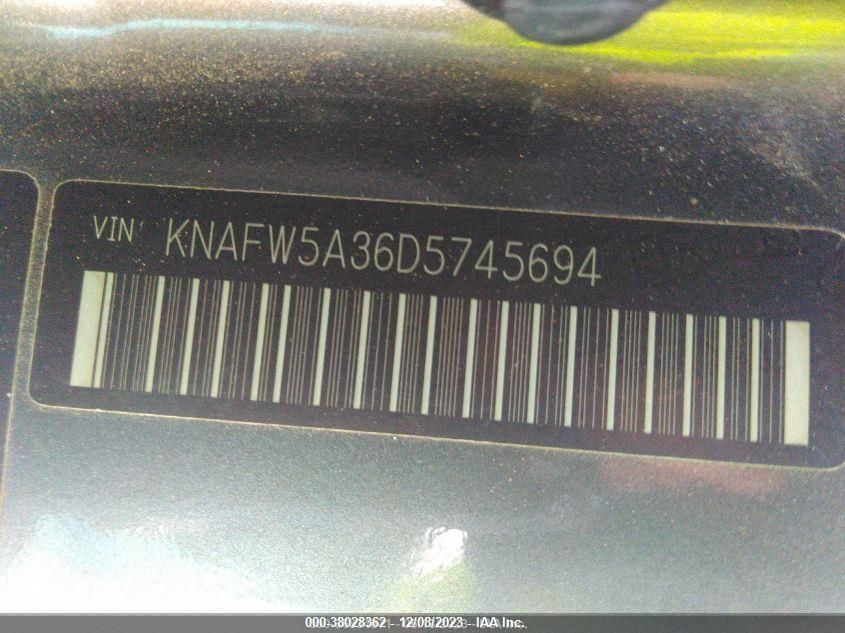 VIN KNAFW5A36D5745694
000-38028362 - 12/08/2023 - IAA Inc.